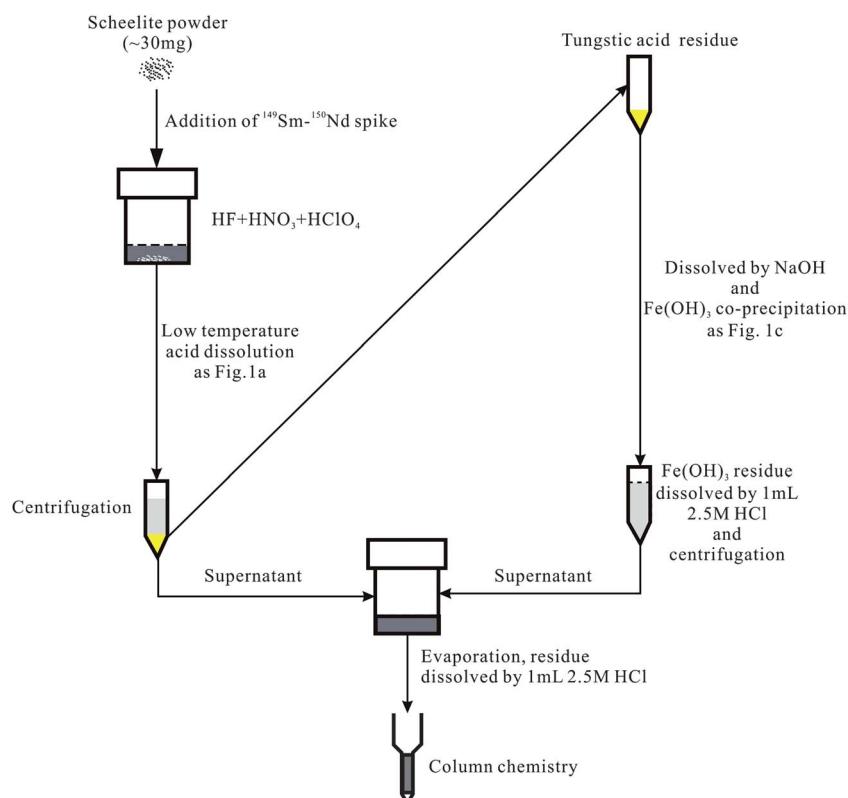 Scheelite powder
(~30mg)
Addition of ¹⁴⁹Sm-¹⁵⁰Nd spike
HF+HNO₃+HClO₄
Low temperature
acid dissolution
as Fig.1a
Centrifugation
Supernatant
Tungstic acid residue
Dissolved by NaOH
and
Fe(OH)₃ co-precipitation
as Fig. 1c
Fe(OH)₃ residue
dissolved by 1mL
2.5M HCl
and
centrifugation
Supernatant
Evaporation, residue
dissolved by 1mL 2.5M HCl
Column chemistry